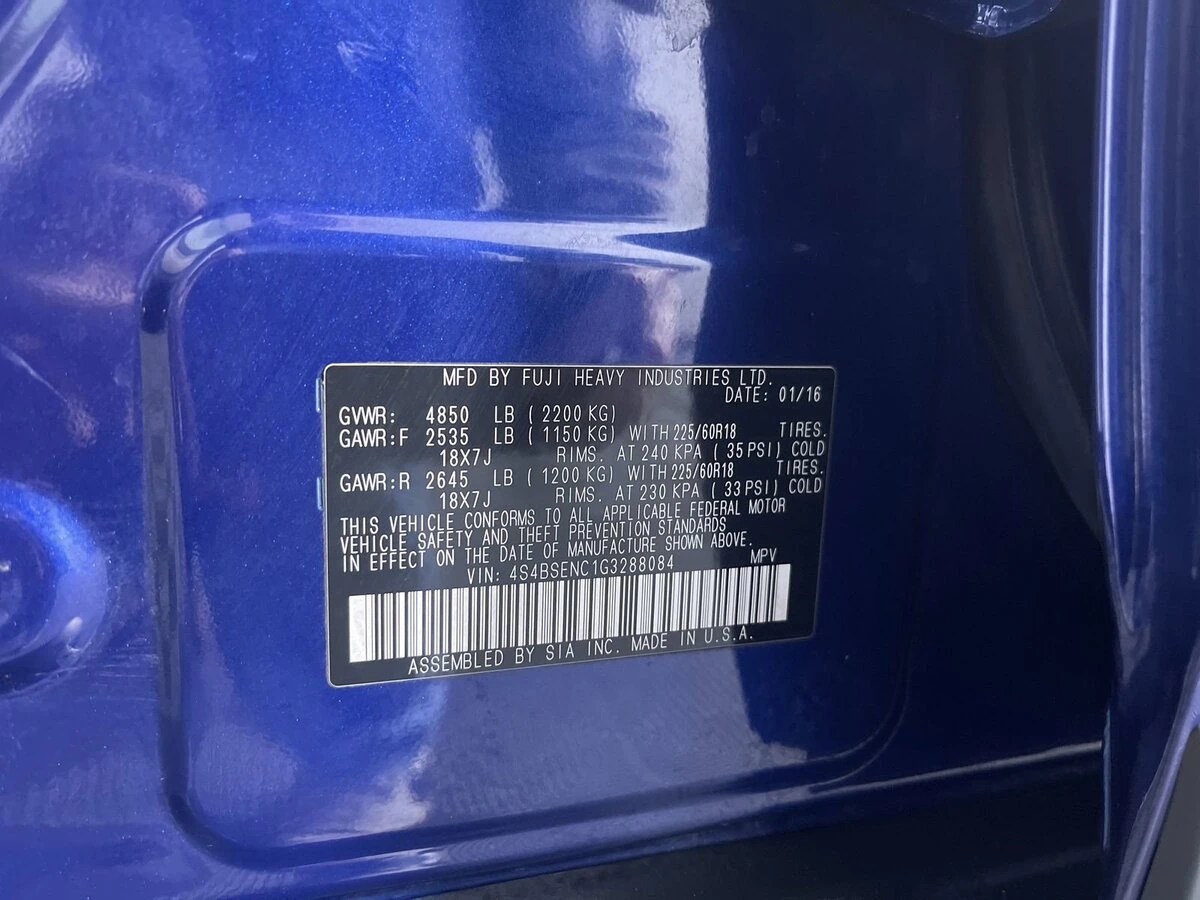 MFD BY FUJI HEAVY INDUSTRIES LTD.
DATE: 01/16
GVWR: 4850 LB ( 2200 KG)
GAWR:F 2535 LB ( 1150 KG) WITH 225/60R18 TIRES.
18X7J RIMS. AT 240 KPA ( 35 PSI) COLD
GAWR:R 2645 LB ( 1200 KG) WITH 225/60R18 TIRES.
18X7J RIMS. AT 230 KPA ( 33 PSI) COLD
THIS VEHICLE CONFORMS TO ALL APPLICABLE FEDERAL MOTOR
VEHICLE SAFETY AND THEFT PREVENTION STANDARDS
IN EFFECT ON THE DATE OF MANUFACTURE SHOWN ABOVE.
VIN: 4S4BSENC1G3288084 MPV
ASSEMBLED BY SIA INC. MADE IN U.S.A.